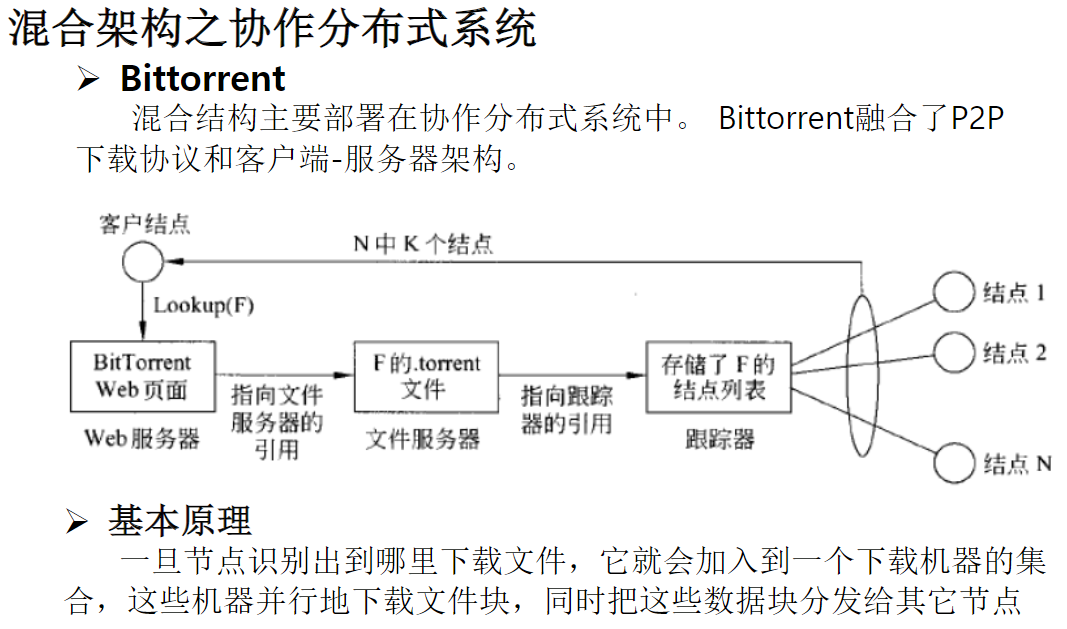 混合架构之协作分布式系统
➢ Bittorrent
混合结构主要部署在协作分布式系统中。 Bittorrent融合了P2P
下载协议和客户端-服务器架构。
客户结点
N 中 K 个结点
Lookup(F)
结点 1
结点 2
结点 N
BitTorrent
Web 页面
Web 服务器
指向文件
服务器的
引用
F 的.torrent
文件
文件服务器
指向跟踪
器的引用
存储了 F 的
结点列表
跟踪器
➢ 基本原理
一旦节点识别出到哪里下载文件，它就会加入到一个下载机器的集
合，这些机器并行地下载文件块，同时把这些数据块分发给其它节点